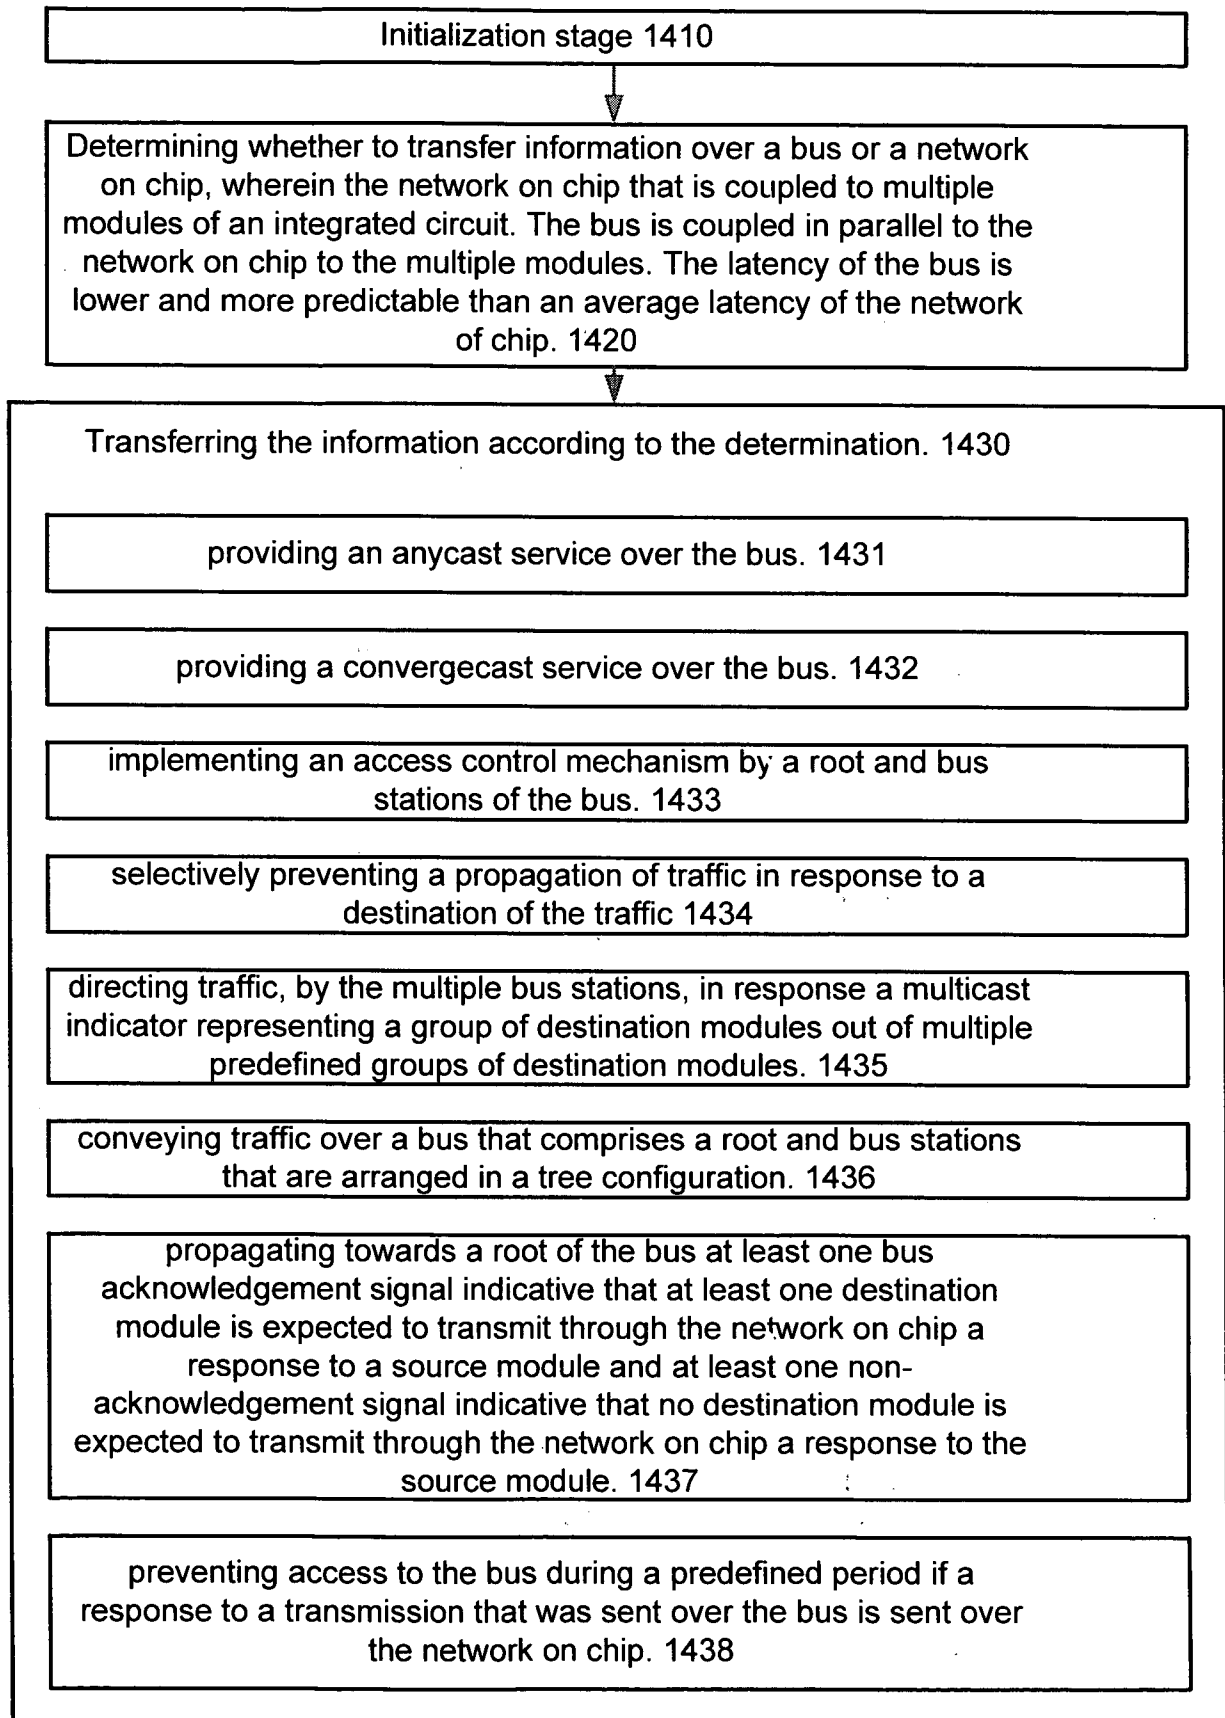 Initialization stage 1410
Determining whether to transfer information over a bus or a network
on chip, wherein the network on chip that is coupled to multiple
modules of an integrated circuit. The bus is coupled in parallel to the
network on chip to the multiple modules. The latency of the bus is
lower and more predictable than an average latency of the network
of chip. 1420
Transferring the information according to the determination. 1430
providing an anycast service over the bus. 1431
providing a convergecast service over the bus. 1432
implementing an access control mechanism by a root and bus
stations of the bus. 1433
selectively preventing a propagation of traffic in response to a
destination of the traffic 1434
directing traffic, by the multiple bus stations, in response a multicast
indicator representing a group of destination modules out of multiple
predefined groups of destination modules. 1435
conveying traffic over a bus that comprises a root and bus stations
that are arranged in a tree configuration. 1436
propagating towards a root of the bus at least one bus
acknowledgement signal indicative that at least one destination
module is expected to transmit through the network on chip a
response to a source module and at least one non-
acknowledgement signal indicative that no destination module is
expected to transmit through the network on chip a response to the
source module. 1437
preventing access to the bus during a predefined period if a
response to a transmission that was sent over the bus is sent over
the network on chip. 1438